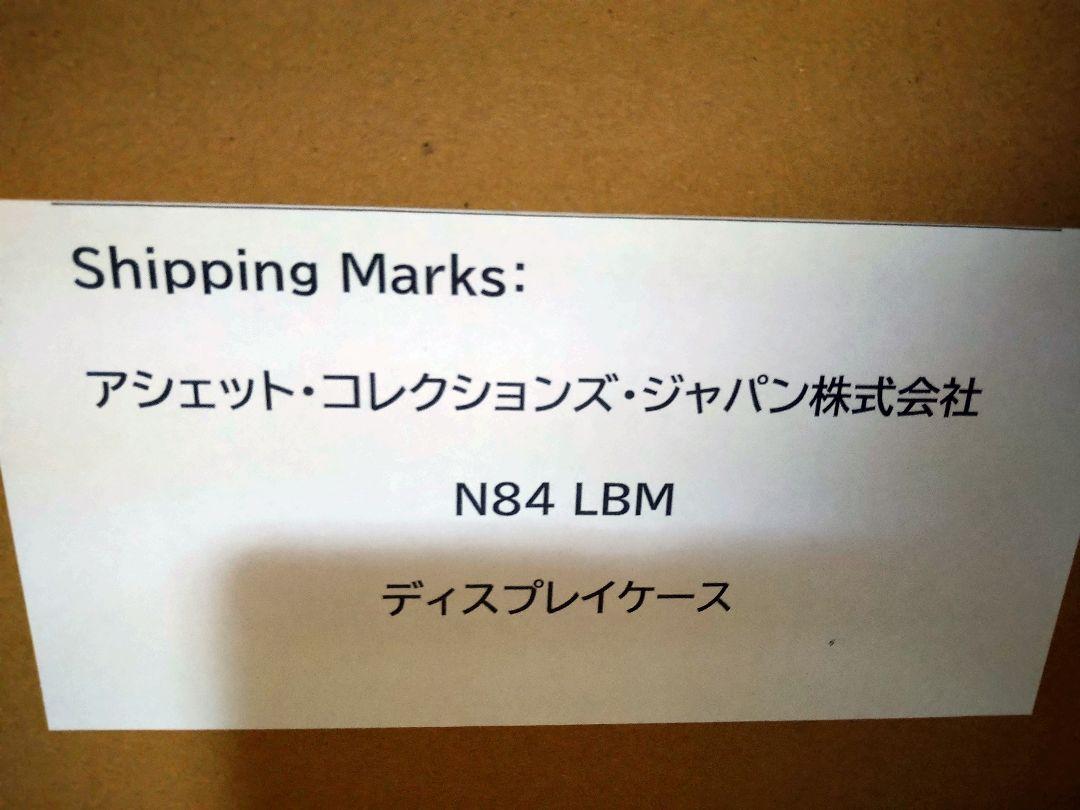 Shipping Marks:
アシェット・コレクションズ・ジャパン株式会社
N84 LBM
ディスプレイケース